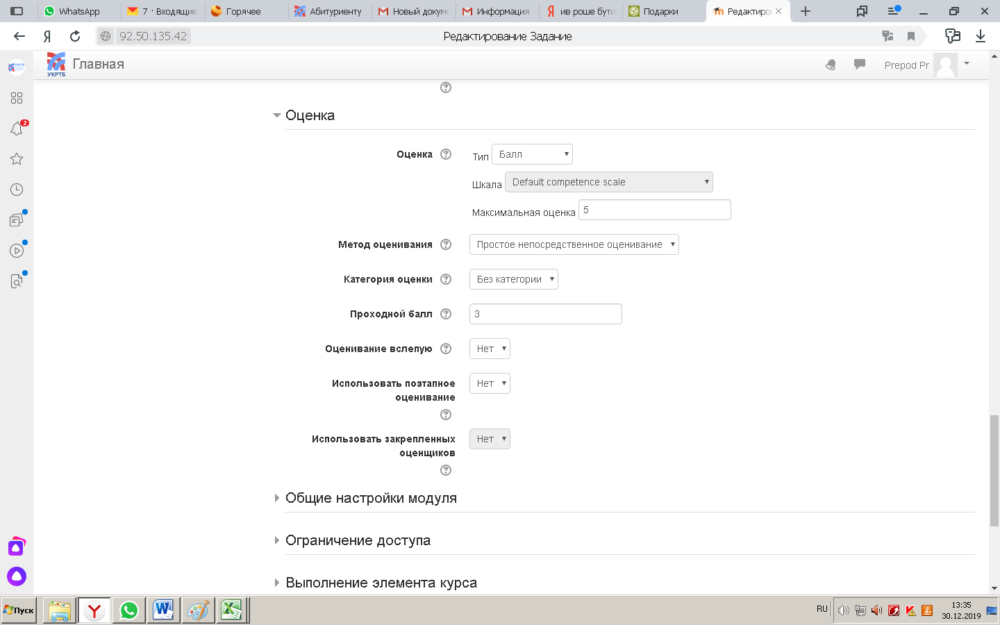 WhatsApp
7 · Входящие
Горячее
Абитуриенту
Новый докум
Информация
ив роше бути
Подарки
Редактиро
92.50.135.42
Редактирование Задание
УКРТБ
Главная
Prepod Pr
2
Оценка
Оценка
Тип Балл
Шкала Default competence scale
Максимальная оценка 5
Метод оценивания Простое непосредственное оценивание
Категория оценки Без категории
Проходной балл 3
Оценивание вслепую Нет
Использовать поэтапное Нет
оценивание
Использовать закрепленных Нет
оценщиков
Общие настройки модуля
Ограничение доступа
Выполнение элемента курса
Пуск
RU
13:35
30.12.2019